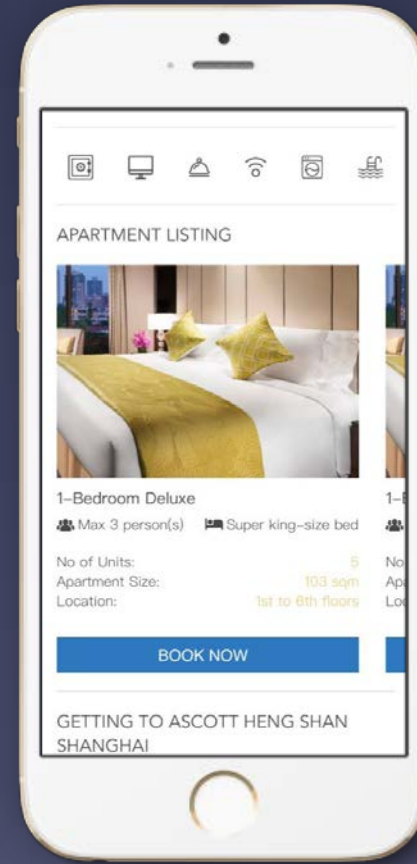 APARTMENT LISTING
1-Bedroom Deluxe
Max 3 person(s) Super king-size bed
No of Units: 5
Apartment Size: 103 sqm
Location: 1st to 6th floors
BOOK NOW
GETTING TO ASCOTT HENG SHAN
SHANGHAI